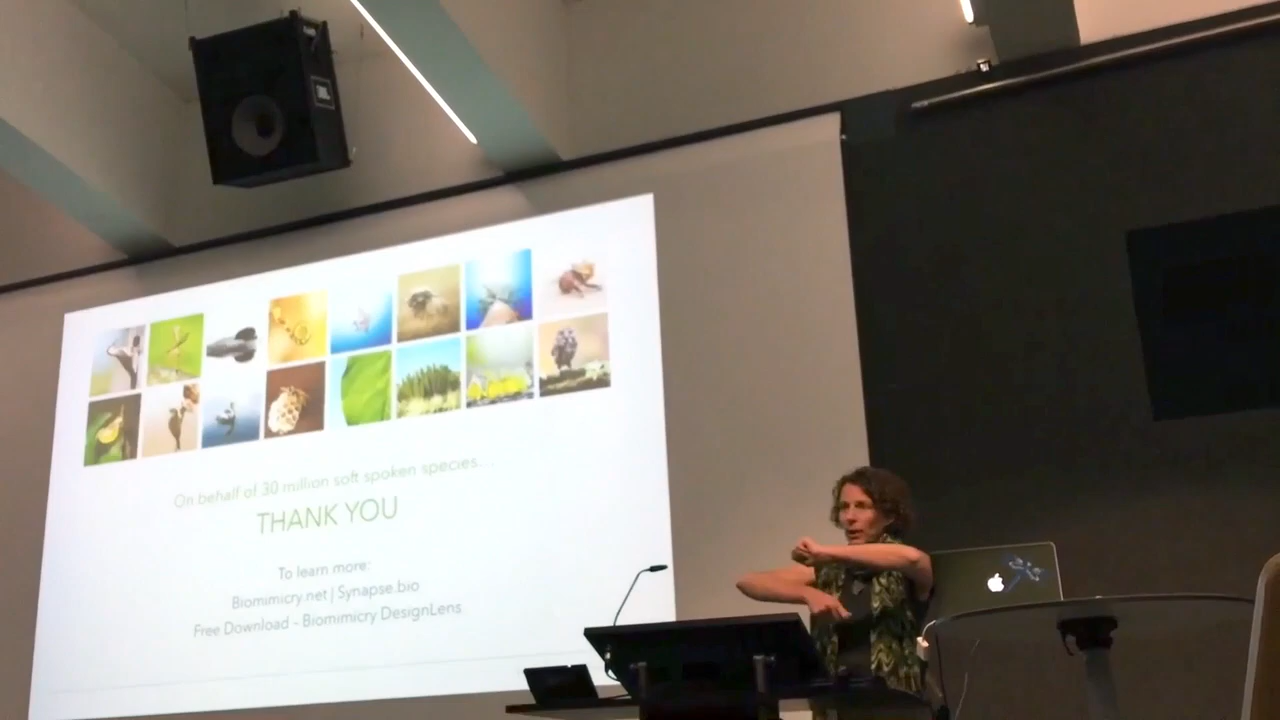 JBL
On behalf of 30 million soft spoken species...
THANK YOU
To learn more:
Biomimicry.net | Synapse.bio
Free Download - Biomimicry DesignLens